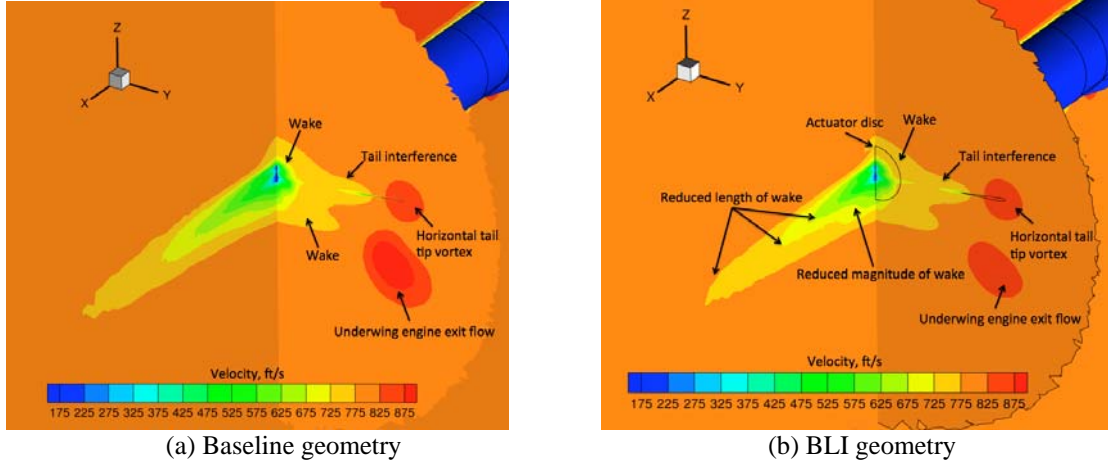 Z
X
Y
Wake
Tail interference
Wake
Horizontal tail
tip vortex
Underwing engine exit flow
Velocity, ft/s
175 225 275 325 375 425 475 525 575 625 675 725 775 825 875
(a) Baseline geometry
Z
X
Y
Actuator disc
Wake
Tail interference
Reduced length of wake
Horizontal tail
tip vortex
Reduced magnitude of wake
Underwing engine exit flow
Velocity, ft/s
175 225 275 325 375 425 475 525 575 625 675 725 775 825 875
(b) BLI geometry